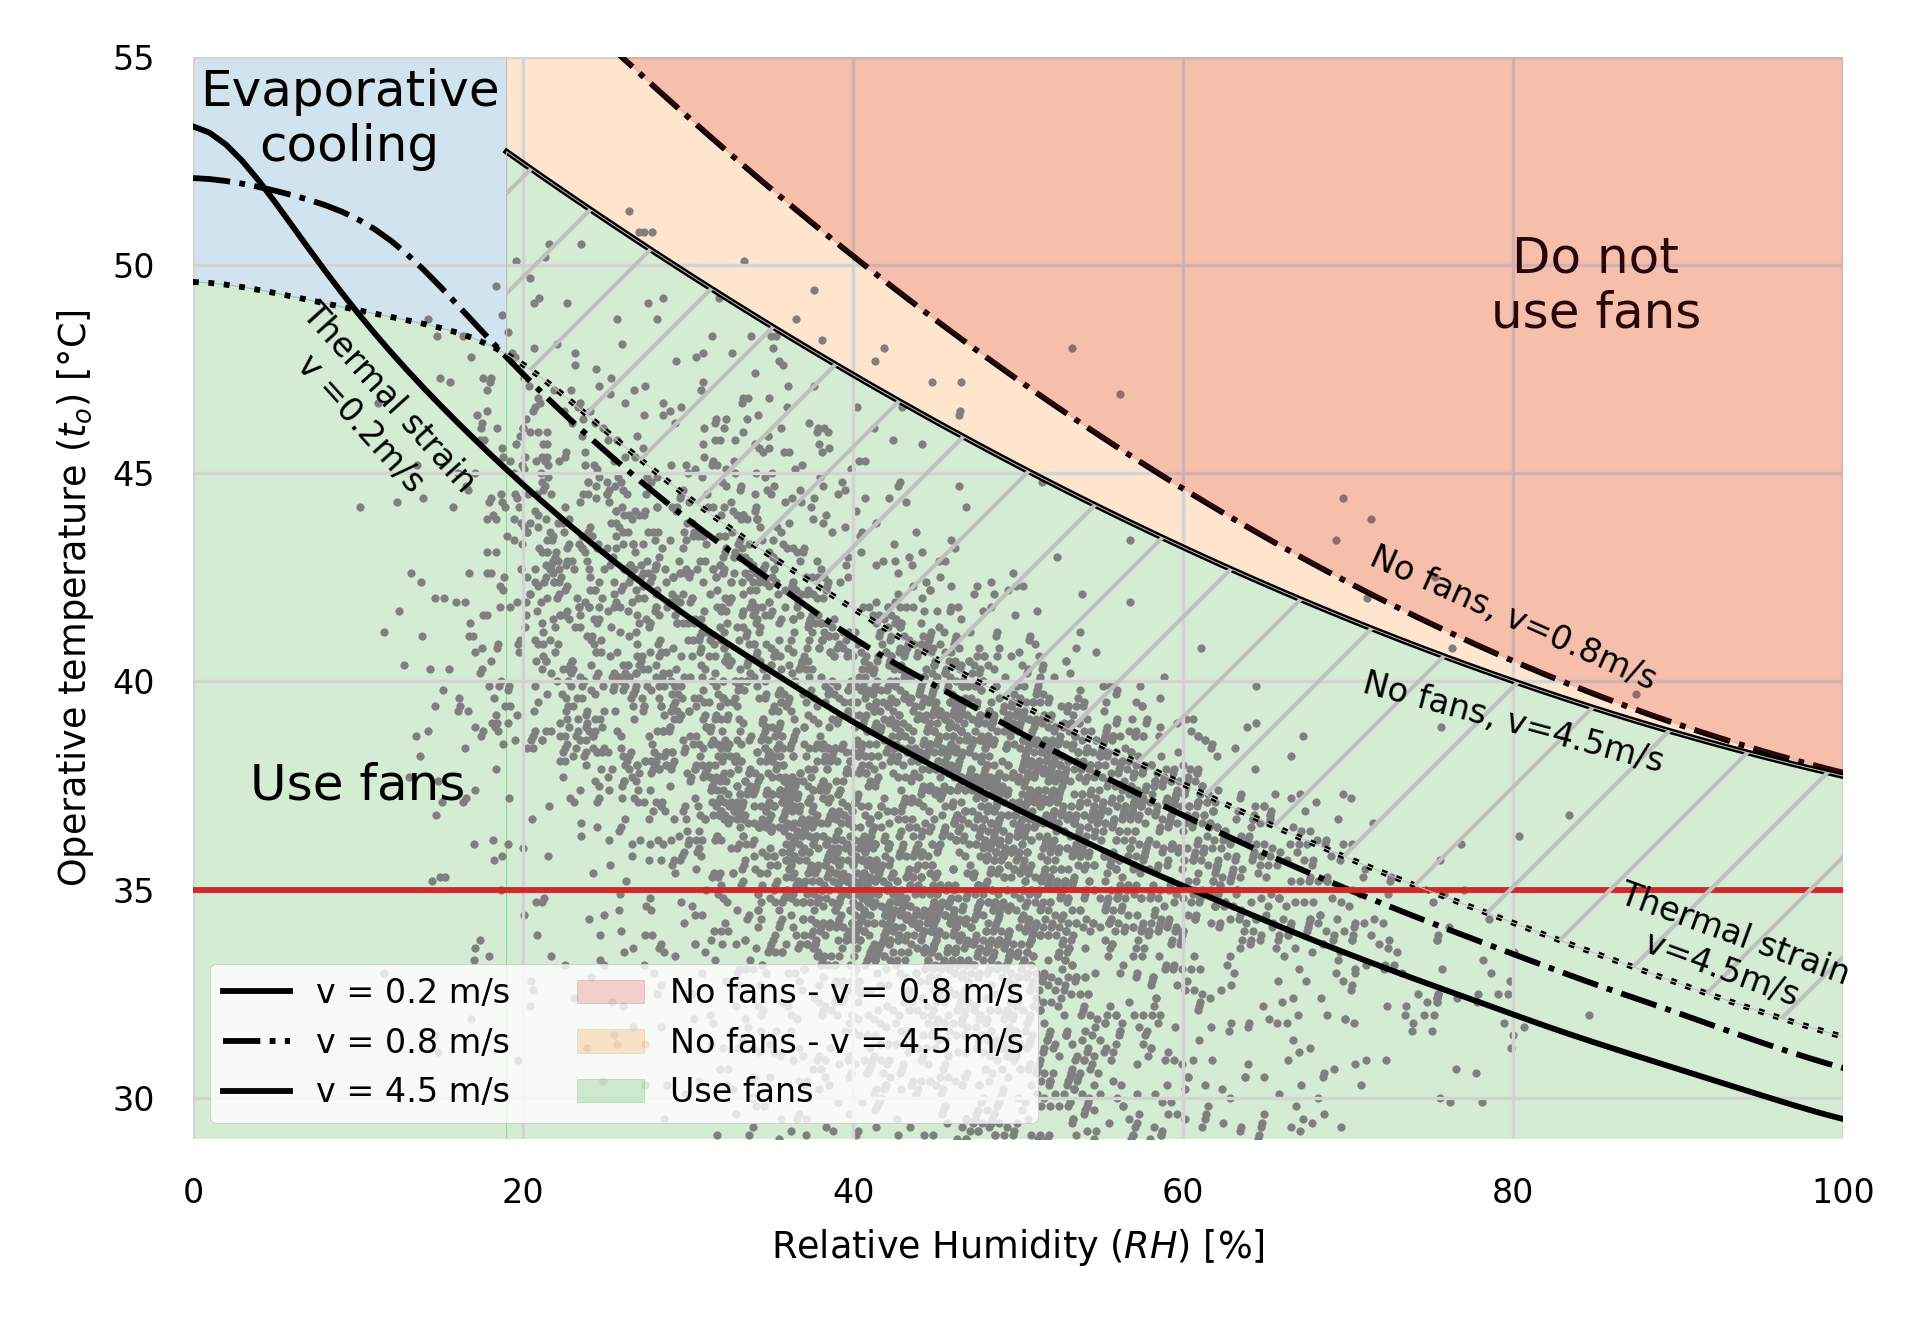 55
50
45
40
35
30
Operative temperature (tₒ) [°C]
Evaporative
cooling
Do not
use fans
Thermal strain
v =0.2m/s
No fans, v=0.8m/s
No fans, v=4.5m/s
Use fans
Thermal strain
v=4.5m/s
v = 0.2 m/s
v = 0.8 m/s
v = 4.5 m/s
No fans - v = 0.8 m/s
No fans - v = 4.5 m/s
Use fans
0 20 40 60 80 100
Relative Humidity (RH) [%]